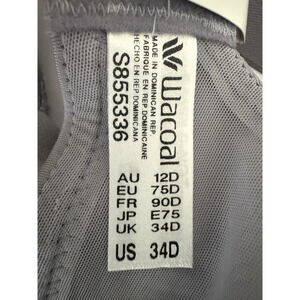 Wacoal
MADE IN DOMINICAN REP.
FABRIQUE EN REP. DOMINICAINE
HECHO EN REP. DOMINICANA
S855336
AU 12D
EU 75D
FR 90D
JP E75
UK 34D
US 34D